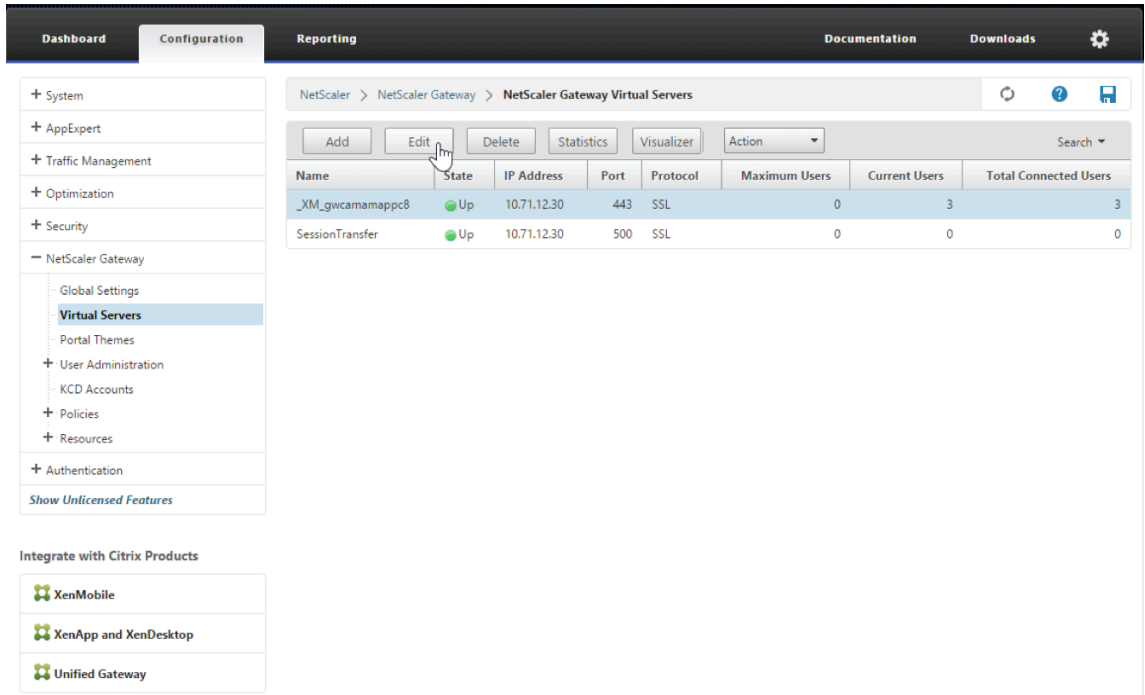 Dashboard Configuration Reporting Documentation Downloads
+ System
+ AppExpert
+ Traffic Management
+ Optimization
+ Security
− NetScaler Gateway
Global Settings
Virtual Servers
Portal Themes
+ User Administration
KCD Accounts
+ Policies
+ Resources
+ Authentication
Show Unlicensed Features
Integrate with Citrix Products
XenMobile
XenApp and XenDesktop
Unified Gateway
NetScaler > NetScaler Gateway > NetScaler Gateway Virtual Servers ?
Add Edit Delete Statistics Visualizer Action Search
Name State IP Address Port Protocol Maximum Users Current Users Total Connected Users
_XM_gwcamamappc8 Up 10.71.12.30 443 SSL 0 3 3
SessionTransfer Up 10.71.12.30 500 SSL 0 0 0